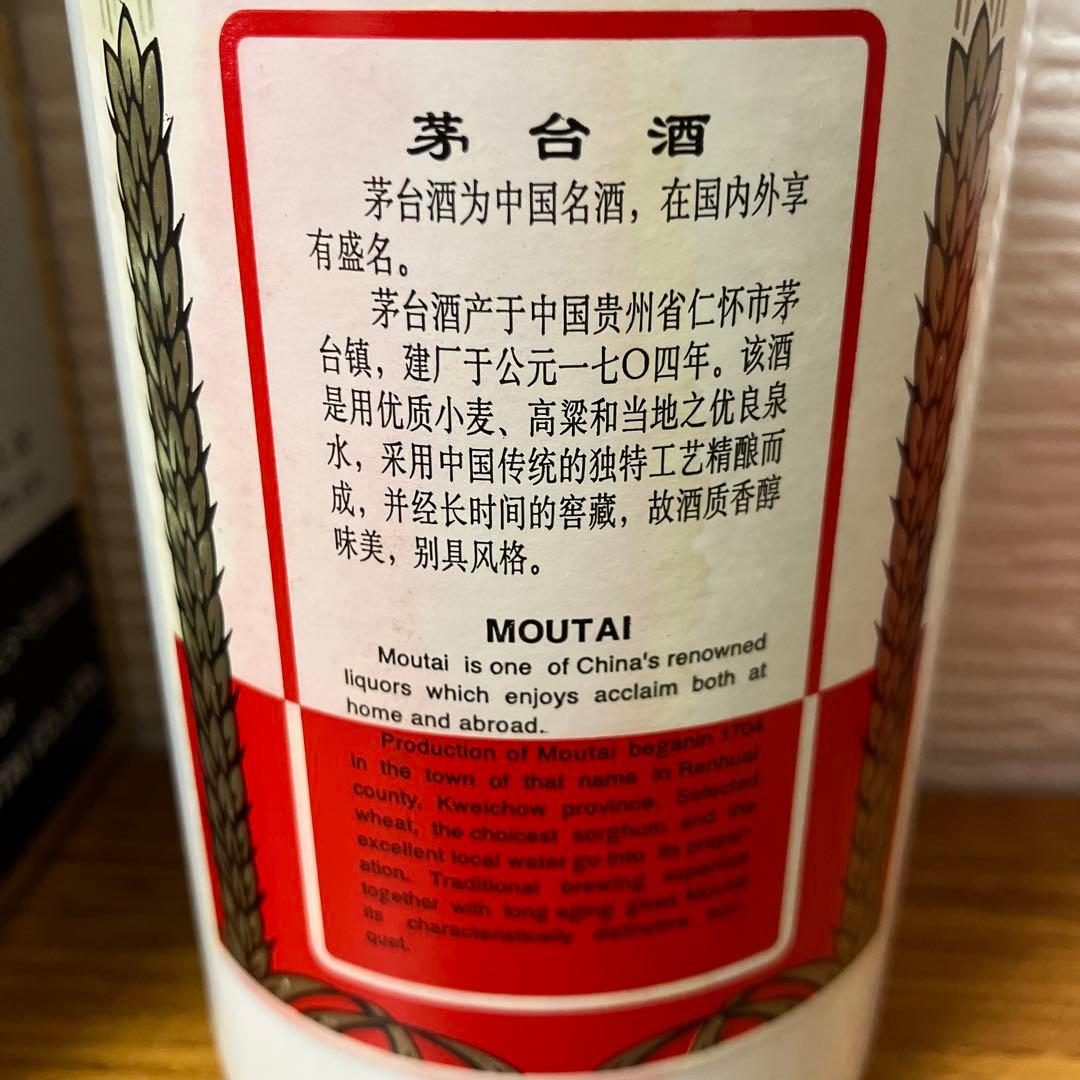 茅台酒
茅台酒为中国名酒，在国内外享
有盛名。
茅台酒产于中国贵州省仁怀市茅
台镇，建厂于公元一七〇四年。该酒
是用优质小麦、高粱和当地之优良泉
水，采用中国传统的独特工艺精酿而
成，并经长时间的窖藏，故酒质香醇
味美，别具风格。
MOUTAI
Moutai is one of China's renowned
liquors which enjoys acclaim both at
home and abroad.
Production of Moutai beganin 1704
in the town of that name in Renhuai
county, Kweichow province. Selected
wheat, the choicest sorghum and the
excellent local water go into its prepar-
ation. Traditional brewing expertise
together with long aging gives Moutai
its characteristically distinctive bou-
quet.